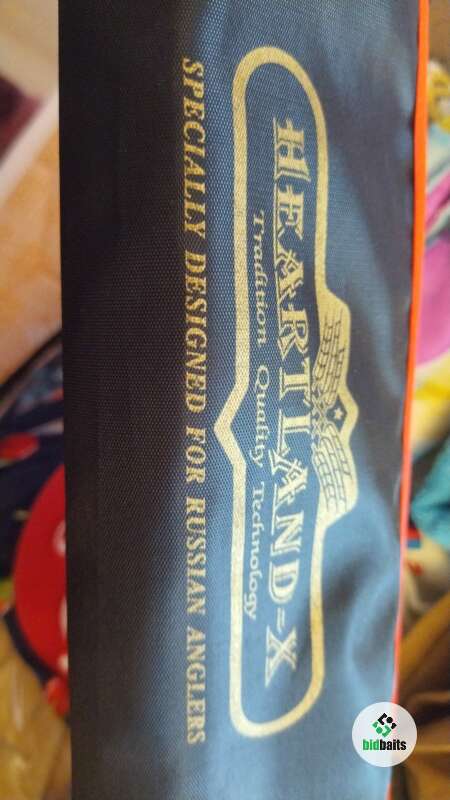 HEARTLAND-X
Tradition Quality Technology
SPECIALLY DESIGNED FOR RUSSIAN ANGLERS
bidbaits